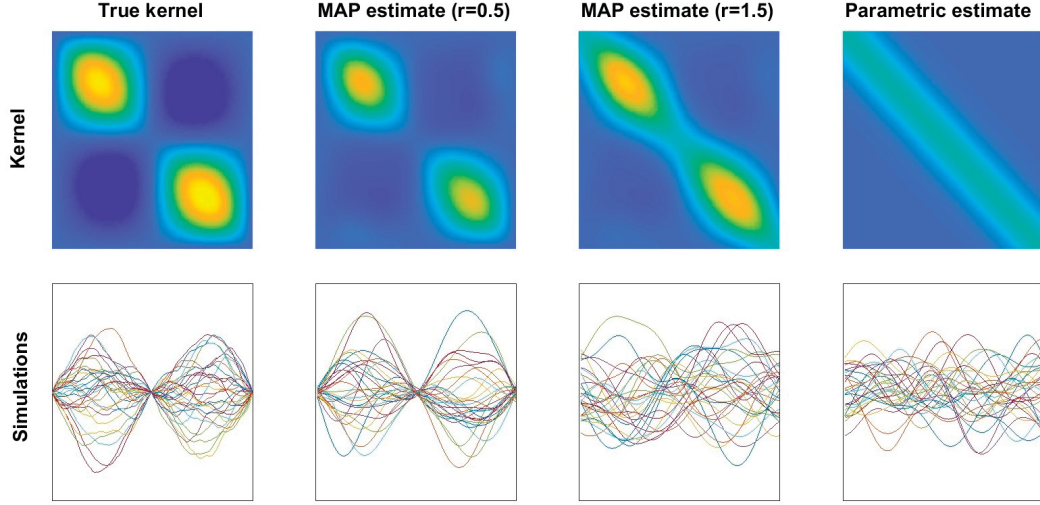 True kernel
MAP estimate (r=0.5)
MAP estimate (r=1.5)
Parametric estimate
Kernel
Simulations